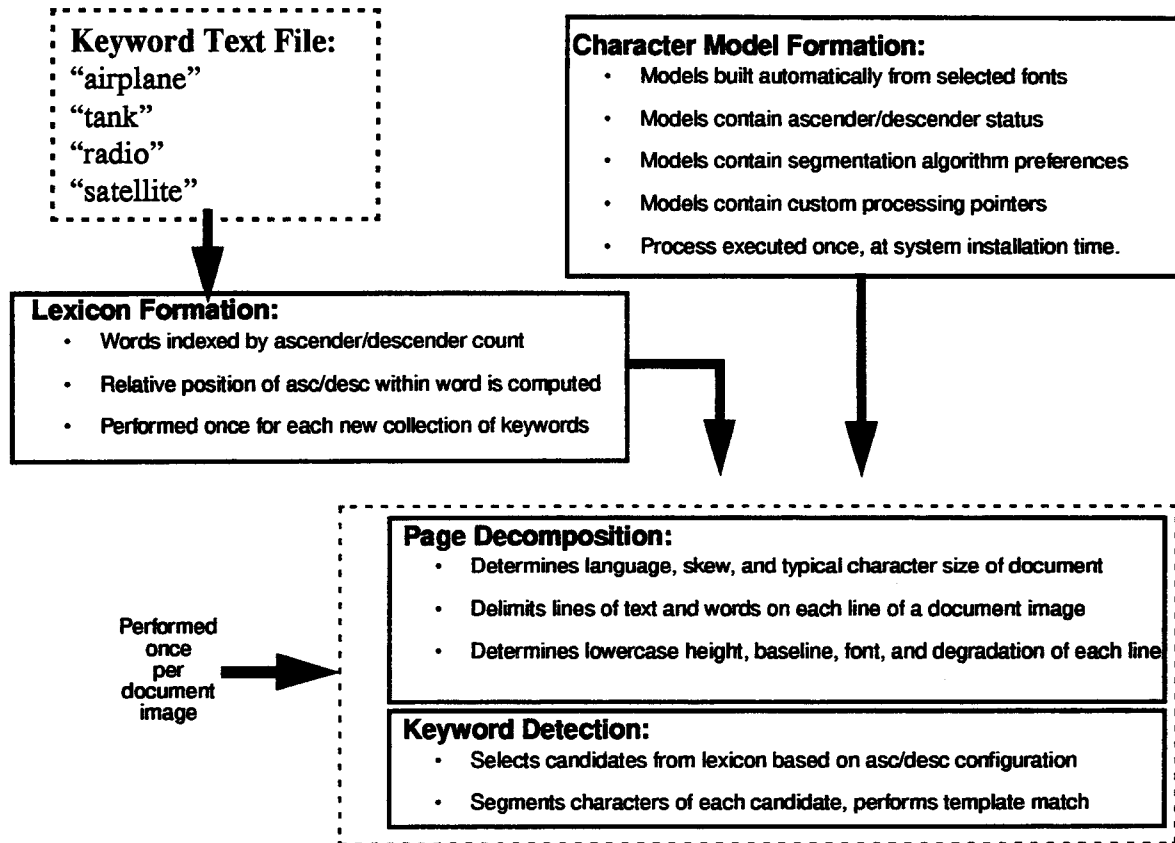 Keyword Text File:
“airplane”
“tank”
“radio”
“satellite”
Character Model Formation:
• Models built automatically from selected fonts
• Models contain ascender/descender status
• Models contain segmentation algorithm preferences
• Models contain custom processing pointers
• Process executed once, at system installation time.
Lexicon Formation:
• Words indexed by ascender/descender count
• Relative position of asc/desc within word is computed
• Performed once for each new collection of keywords
Performed
once
per
document
image
Page Decomposition:
• Determines language, skew, and typical character size of document
• Delimits lines of text and words on each line of a document image
• Determines lowercase height, baseline, font, and degradation of each line
Keyword Detection:
• Selects candidates from lexicon based on asc/desc configuration
• Segments characters of each candidate, performs template match